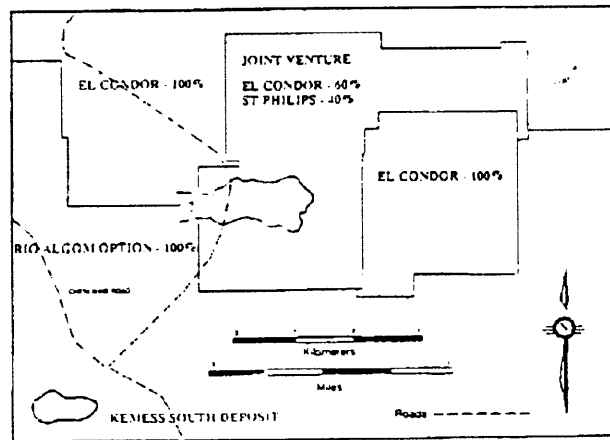 JOINT VENTURE
EL CONDOR - 100%
EL CONDOR - 60%
ST PHILIPS - 40%
EL CONDOR - 100%
RIO ALGOM OPTION - 100%
ROAD
Kilometers
Miles
KEMESS SOUTH DEPOSIT
Roads